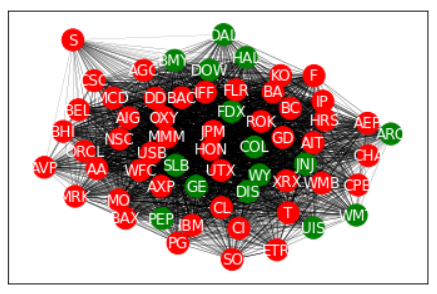 DAL
S
BMY
HAL
AGC
DOW
CSC
KO
F
MCD
DD
BAC
IFF
FLR
BA
IP
BEL
AIG
OXY
FDX
BC
HRS
BHI
NSC
MMM
JPM
ROK
GD
AEP
ARC
ORCL
USB
HON
COL
AIT
CHA
AVP
AA
WFC
SLB
UTX
WY
JNJ
XRX
WMB
CPB
MRK
AXP
GE
DIS
MO
BAX
PEP
CL
T
WMT
IBM
CI
UIS
PG
SO
ETR